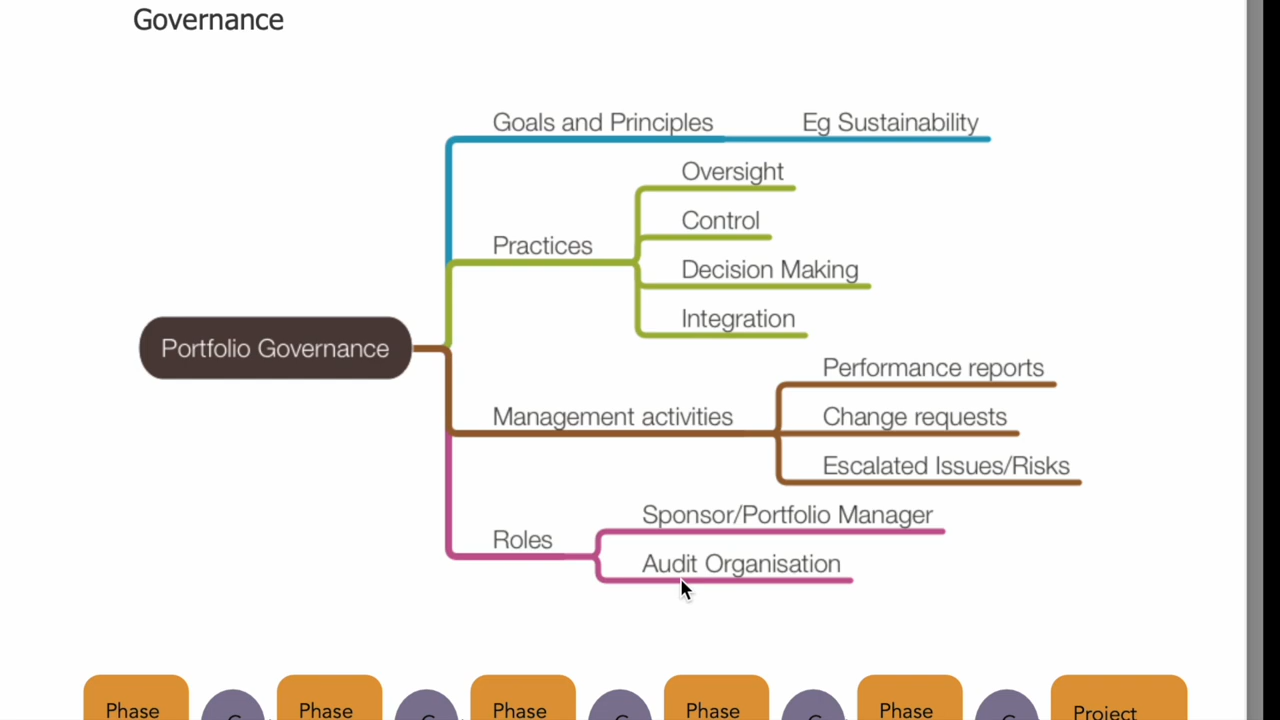 Governance
Goals and Principles
Eg Sustainability
Oversight
Control
Practices
Decision Making
Integration
Portfolio Governance
Performance reports
Management activities
Change requests
Escalated Issues/Risks
Sponsor/Portfolio Manager
Roles
Audit Organisation
Phase
Phase
Phase
Phase
Phase
Project